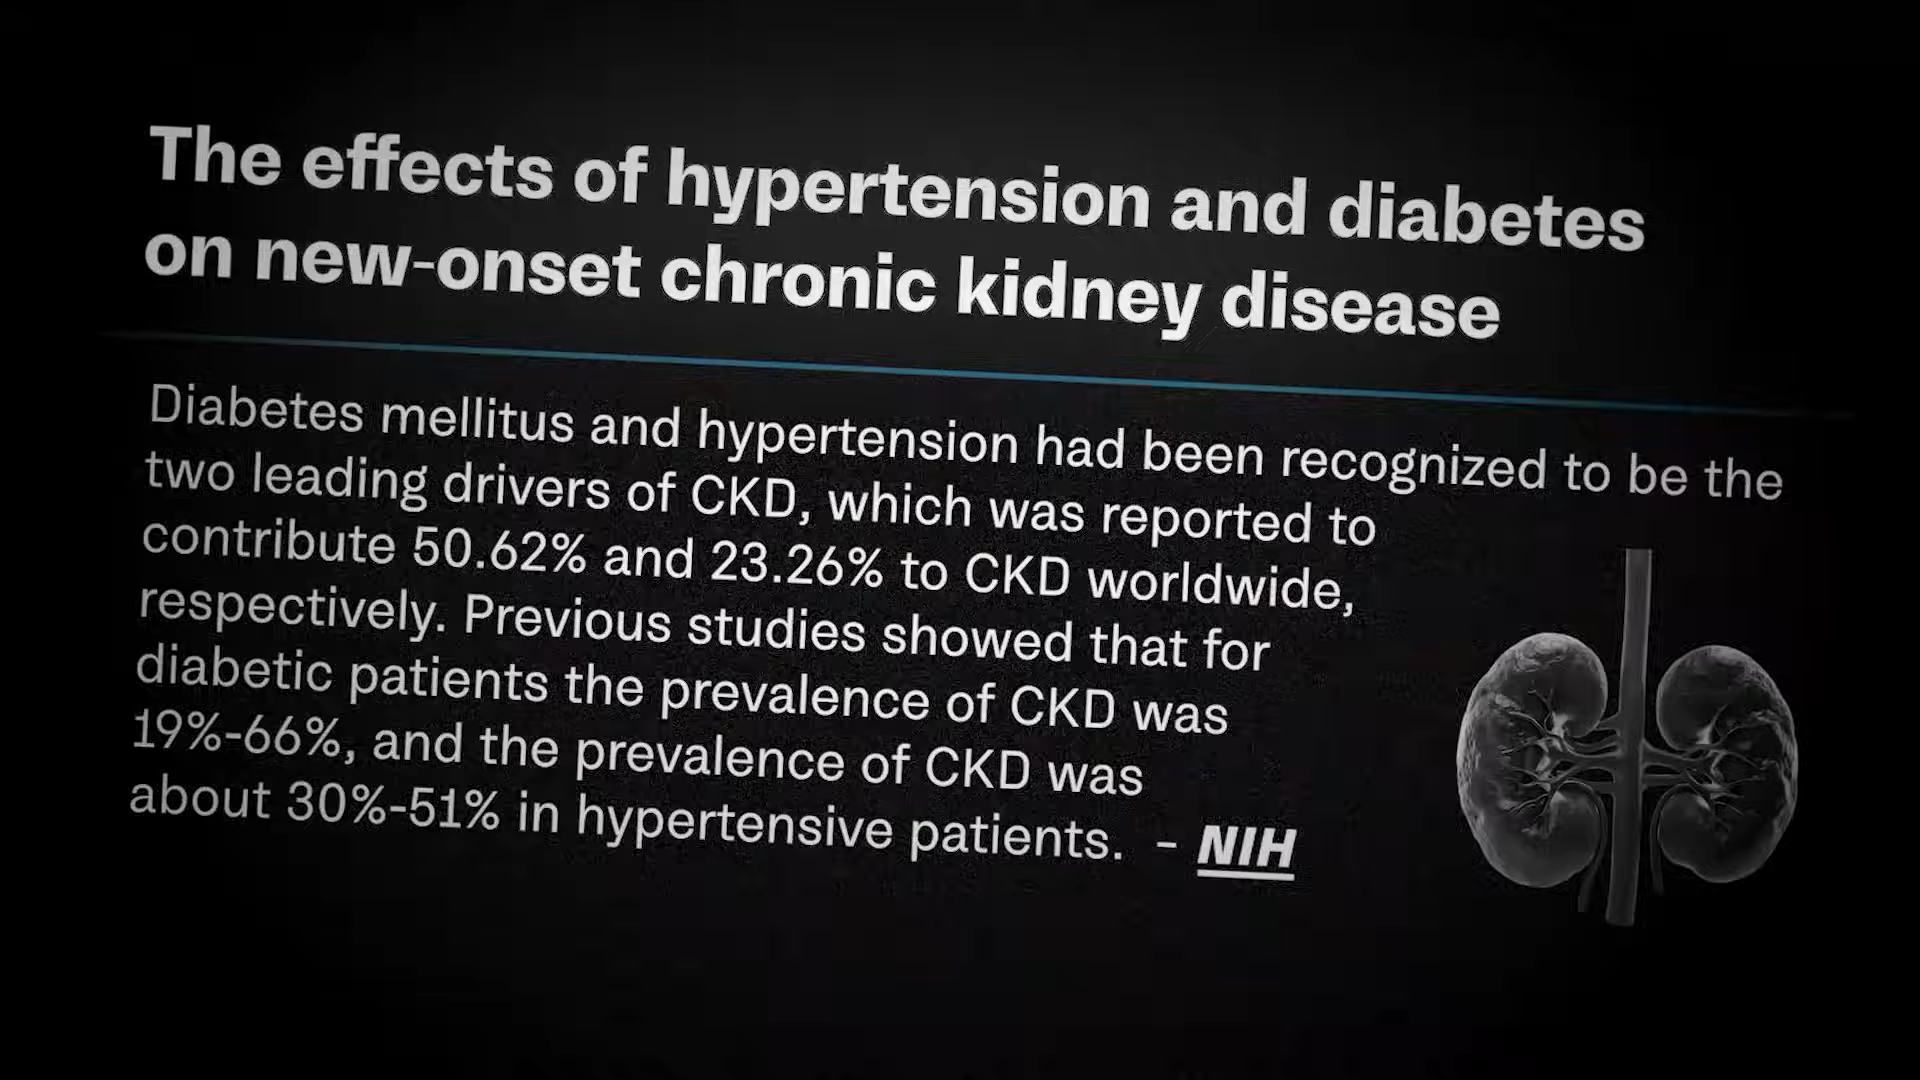 The effects of hypertension and diabetes
on new-onset chronic kidney disease
Diabetes mellitus and hypertension had been recognized to be the
two leading drivers of CKD, which was reported to
contribute 50.62% and 23.26% to CKD worldwide,
respectively. Previous studies showed that for
diabetic patients the prevalence of CKD was
19%-66%, and the prevalence of CKD was
about 30%-51% in hypertensive patients. - NIH